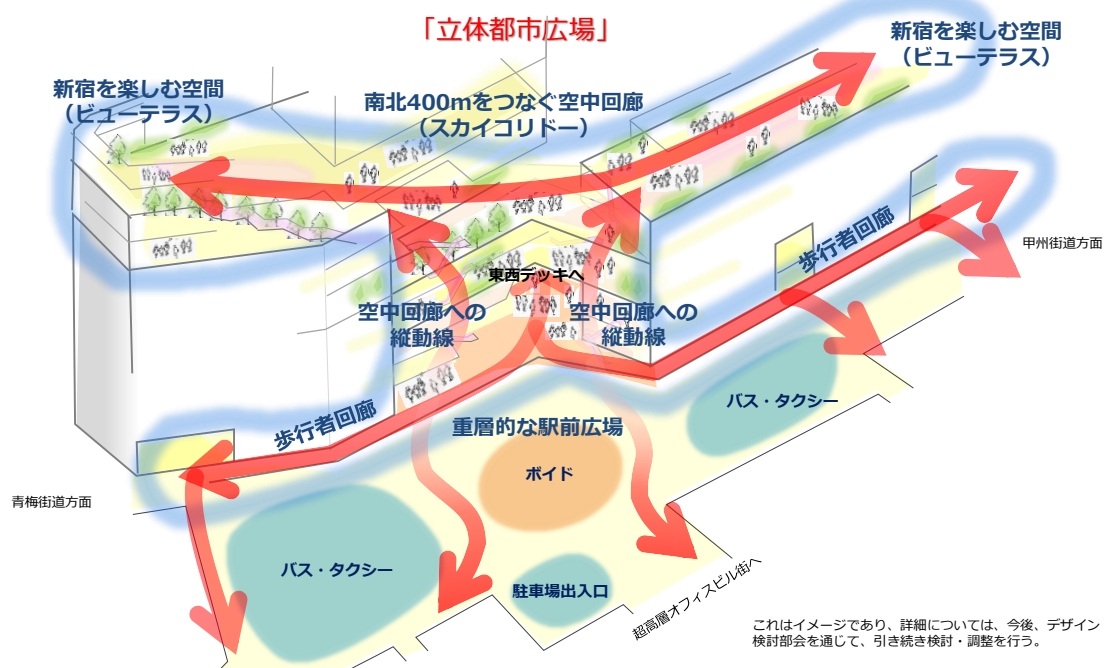 「立体都市広場」
新宿を楽しむ空間
（ビューテラス）
新宿を楽しむ空間
（ビューテラス）
南北400mをつなぐ空中回廊
（スカイコリドー）
歩行者回廊
甲州街道方面
東西デッキへ
空中回廊への
縦動線
空中回廊への
縦動線
バス・タクシー
歩行者回廊
重層的な駅前広場
ボイド
青梅街道方面
バス・タクシー
駐車場出入口
超高層オフィスビル街へ
これはイメージであり、詳細については、今後、デザイン
検討部会を通じて、引き続き検討・調整を行う。